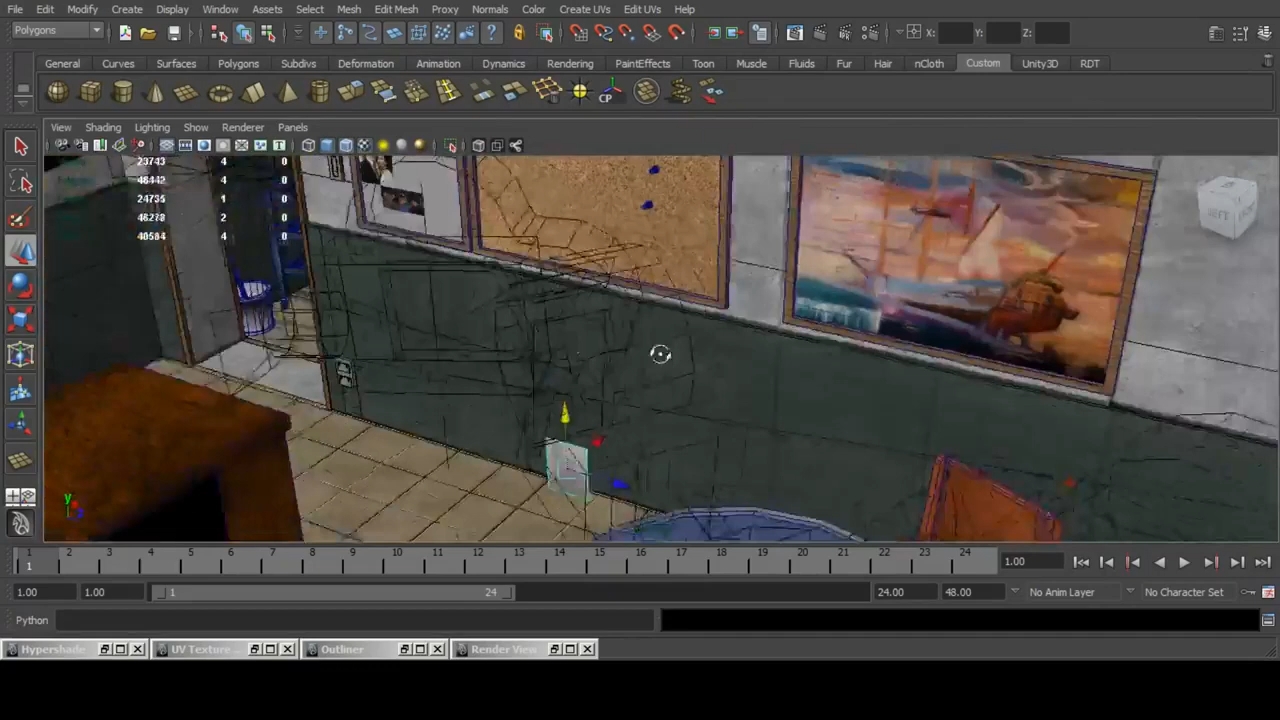 File Edit Modify Create Display Window Assets Select Mesh Edit Mesh Proxy Normals Color Create UVs Edit UVs Help
Polygons X: Y: Z:
General Curves Surfaces Polygons Subdivs Deformation Animation Dynamics Rendering PaintEffects Toon Muscle Fluids Fur Hair nCloth Custom Unity3D RDT
CP
View Shading Lighting Show Renderer Panels
23743 4 0
46442 4 0
24735 1 0
46278 2 0
40584 4 0
y
1 2 3 4 5 6 7 8 9 10 11 12 13 14 15 16 17 18 19 20 21 22 23 24 1.00
1
1.00 1.00 1 24 24.00 48.00 No Anim Layer No Character Set
Python
Hypershade UV Texture... Outliner Render View